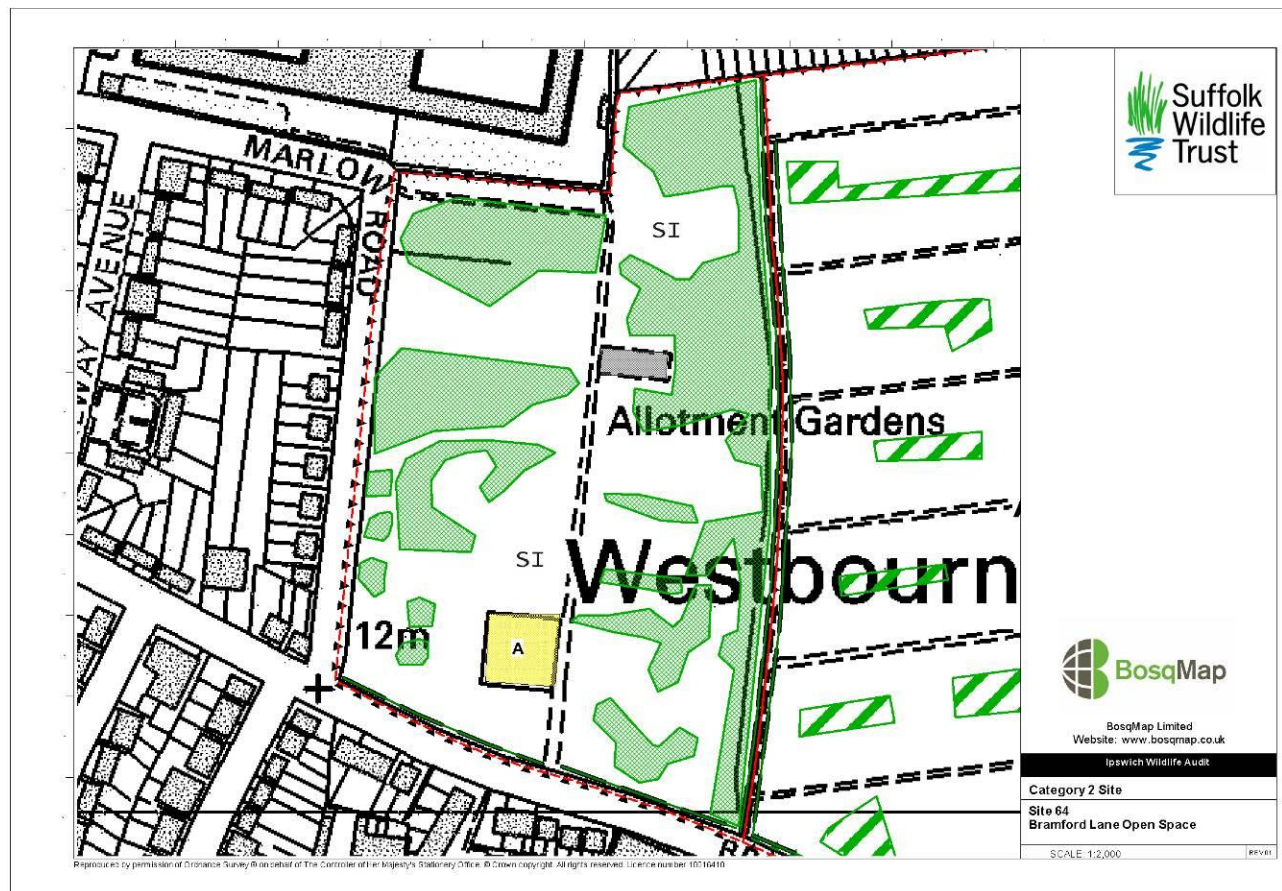 MARLOW
ROAD
WAY AVENUE
SI
Allotment Gardens
SI
Westbourn
12m
A
Suffolk
Wildlife
Trust
BosqMap
BosqMap Limited
Website: www.bosqmap.co.uk
Ipswich Wildlife Audit
Category 2 Site
Site 64
Bramford Lane Open Space
SCALE: 1:2,000
REV01
Reproduced by permission of Ordnance Survey ® on behalf of The Controller of Her Majesty's Stationery Office. © Crown copyright. All rights reserved. Licence number 10016410